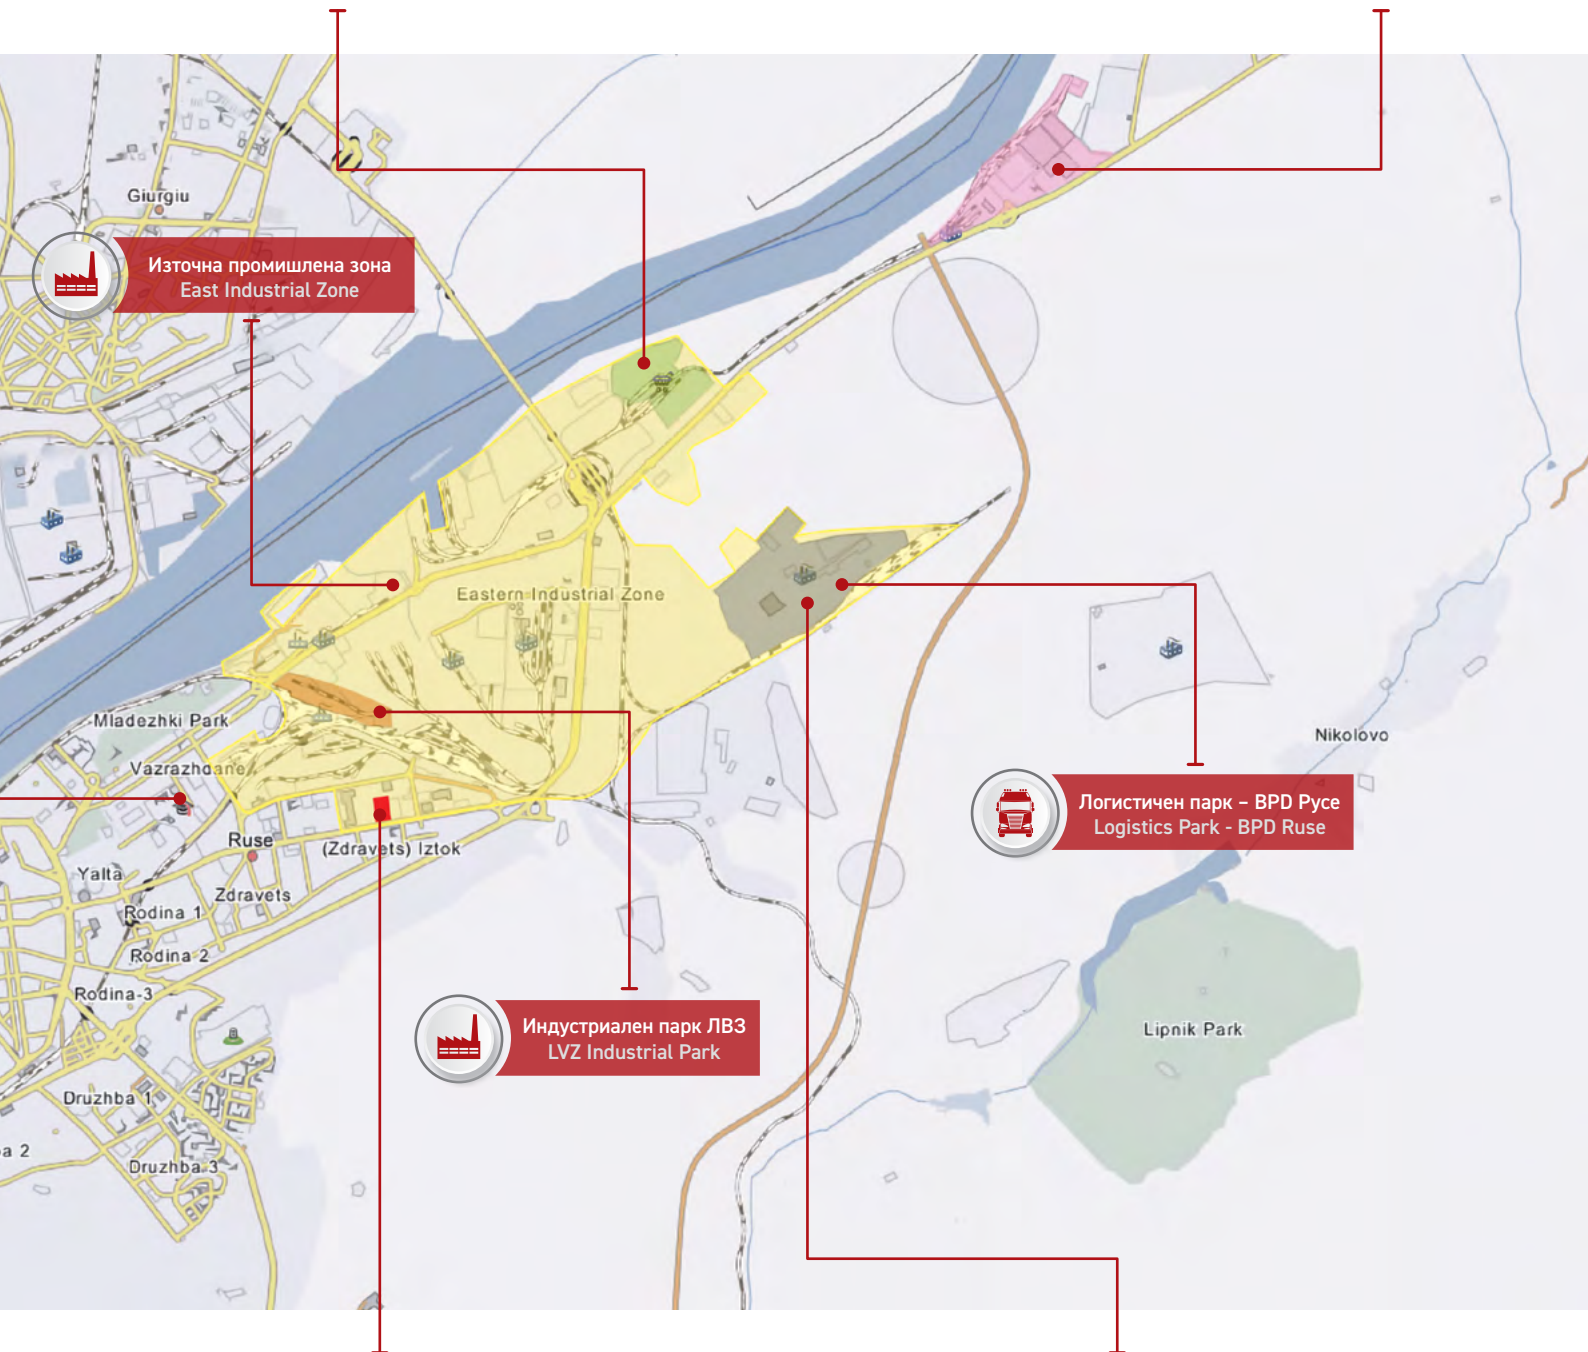 Giurgiu
Източна промишлена зона
East Industrial Zone
Eastern Industrial Zone
Mladezhki Park
Nikolovo
Vazrazhdane
Логистичен парк – BPD Русе
Logistics Park - BPD Ruse
Ruse
(Zdravets) Iztok
Yalta
Zdravets
Rodina 1
Rodina 2
Rodina-3
Индустриален парк ЛВЗ
LVZ Industrial Park
Lipnik Park
Druzhba 1
a 2
Druzhba 3